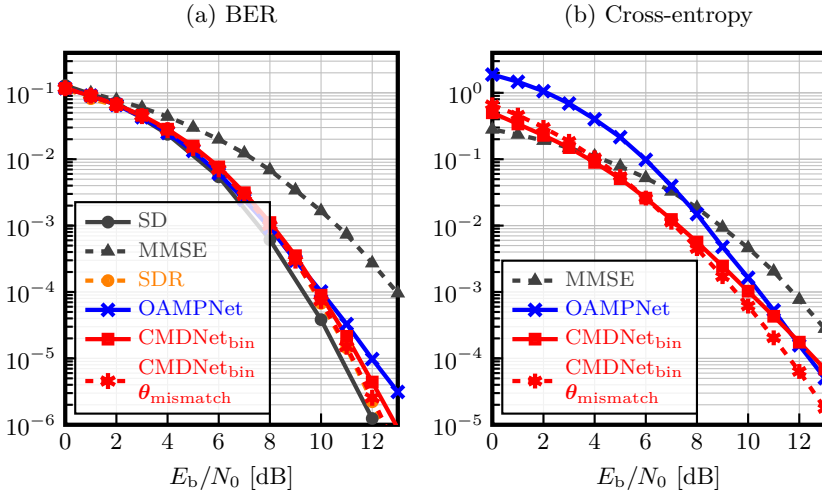 (a) BER
(b) Cross-entropy
10⁻¹
10⁻²
10⁻³
10⁻⁴
10⁻⁵
10⁻⁶
SD
MMSE
SDR
OAMPNet
CMDNet_bin
CMDNet_bin
θ_mismatch
0 2 4 6 8 10 12
E_b/N_0 [dB]
10⁰
10⁻¹
10⁻²
10⁻³
10⁻⁴
10⁻⁵
MMSE
OAMPNet
CMDNet_bin
CMDNet_bin
θ_mismatch
0 2 4 6 8 10 12
E_b/N_0 [dB]